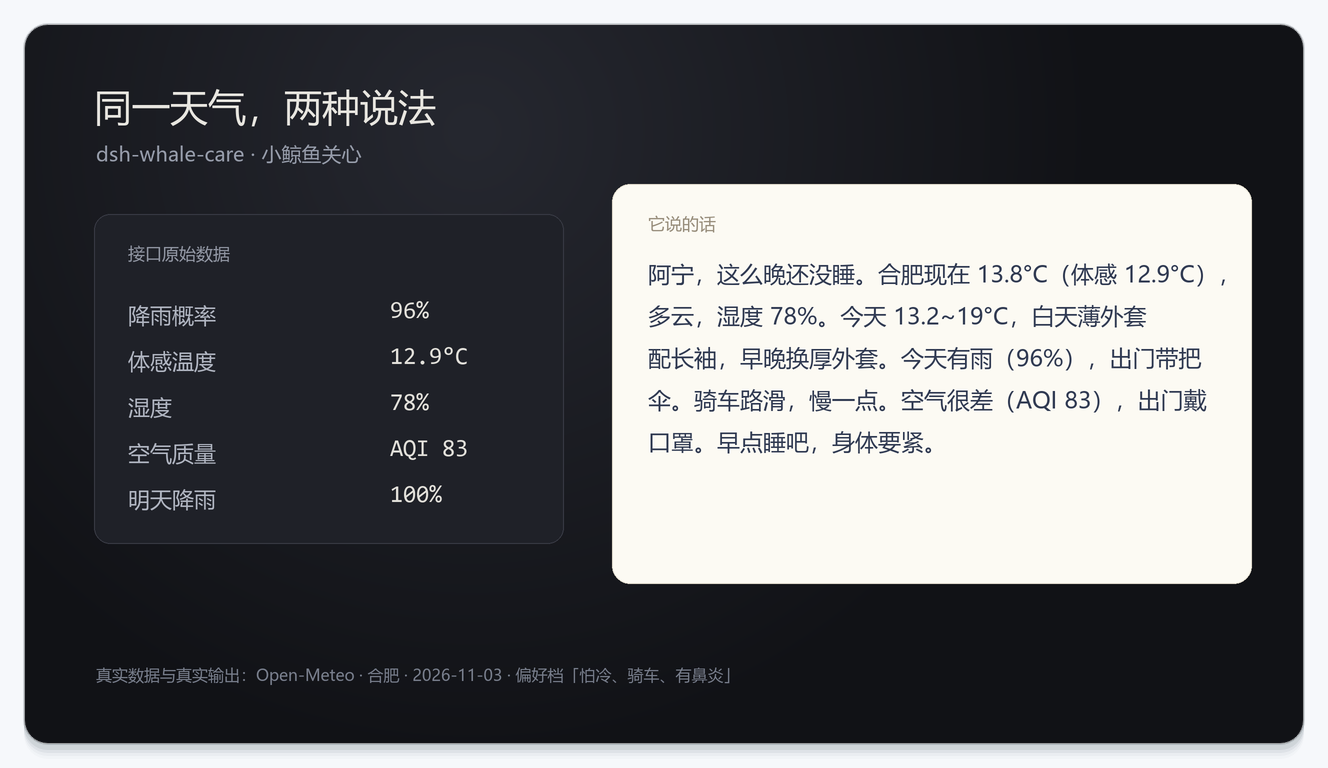 同一天气，两种说法
dsh-whale-care · 小鲸鱼关心
接口原始数据
降雨概率 96%
体感温度 12.9°C
湿度 78%
空气质量 AQI 83
明天降雨 100%
它说的话
阿宁，这么晚还没睡。合肥现在 13.8°C（体感 12.9°C），
多云，湿度 78%。今天 13.2~19°C，白天薄外套
配长袖，早晚换厚外套。今天有雨（96%），出门带把
伞。骑车路滑，慢一点。空气很差（AQI 83），出门戴
口罩。早点睡吧，身体要紧。
真实数据与真实输出：Open-Meteo · 合肥 · 2026-11-03 · 偏好档「怕冷、骑车、有鼻炎」